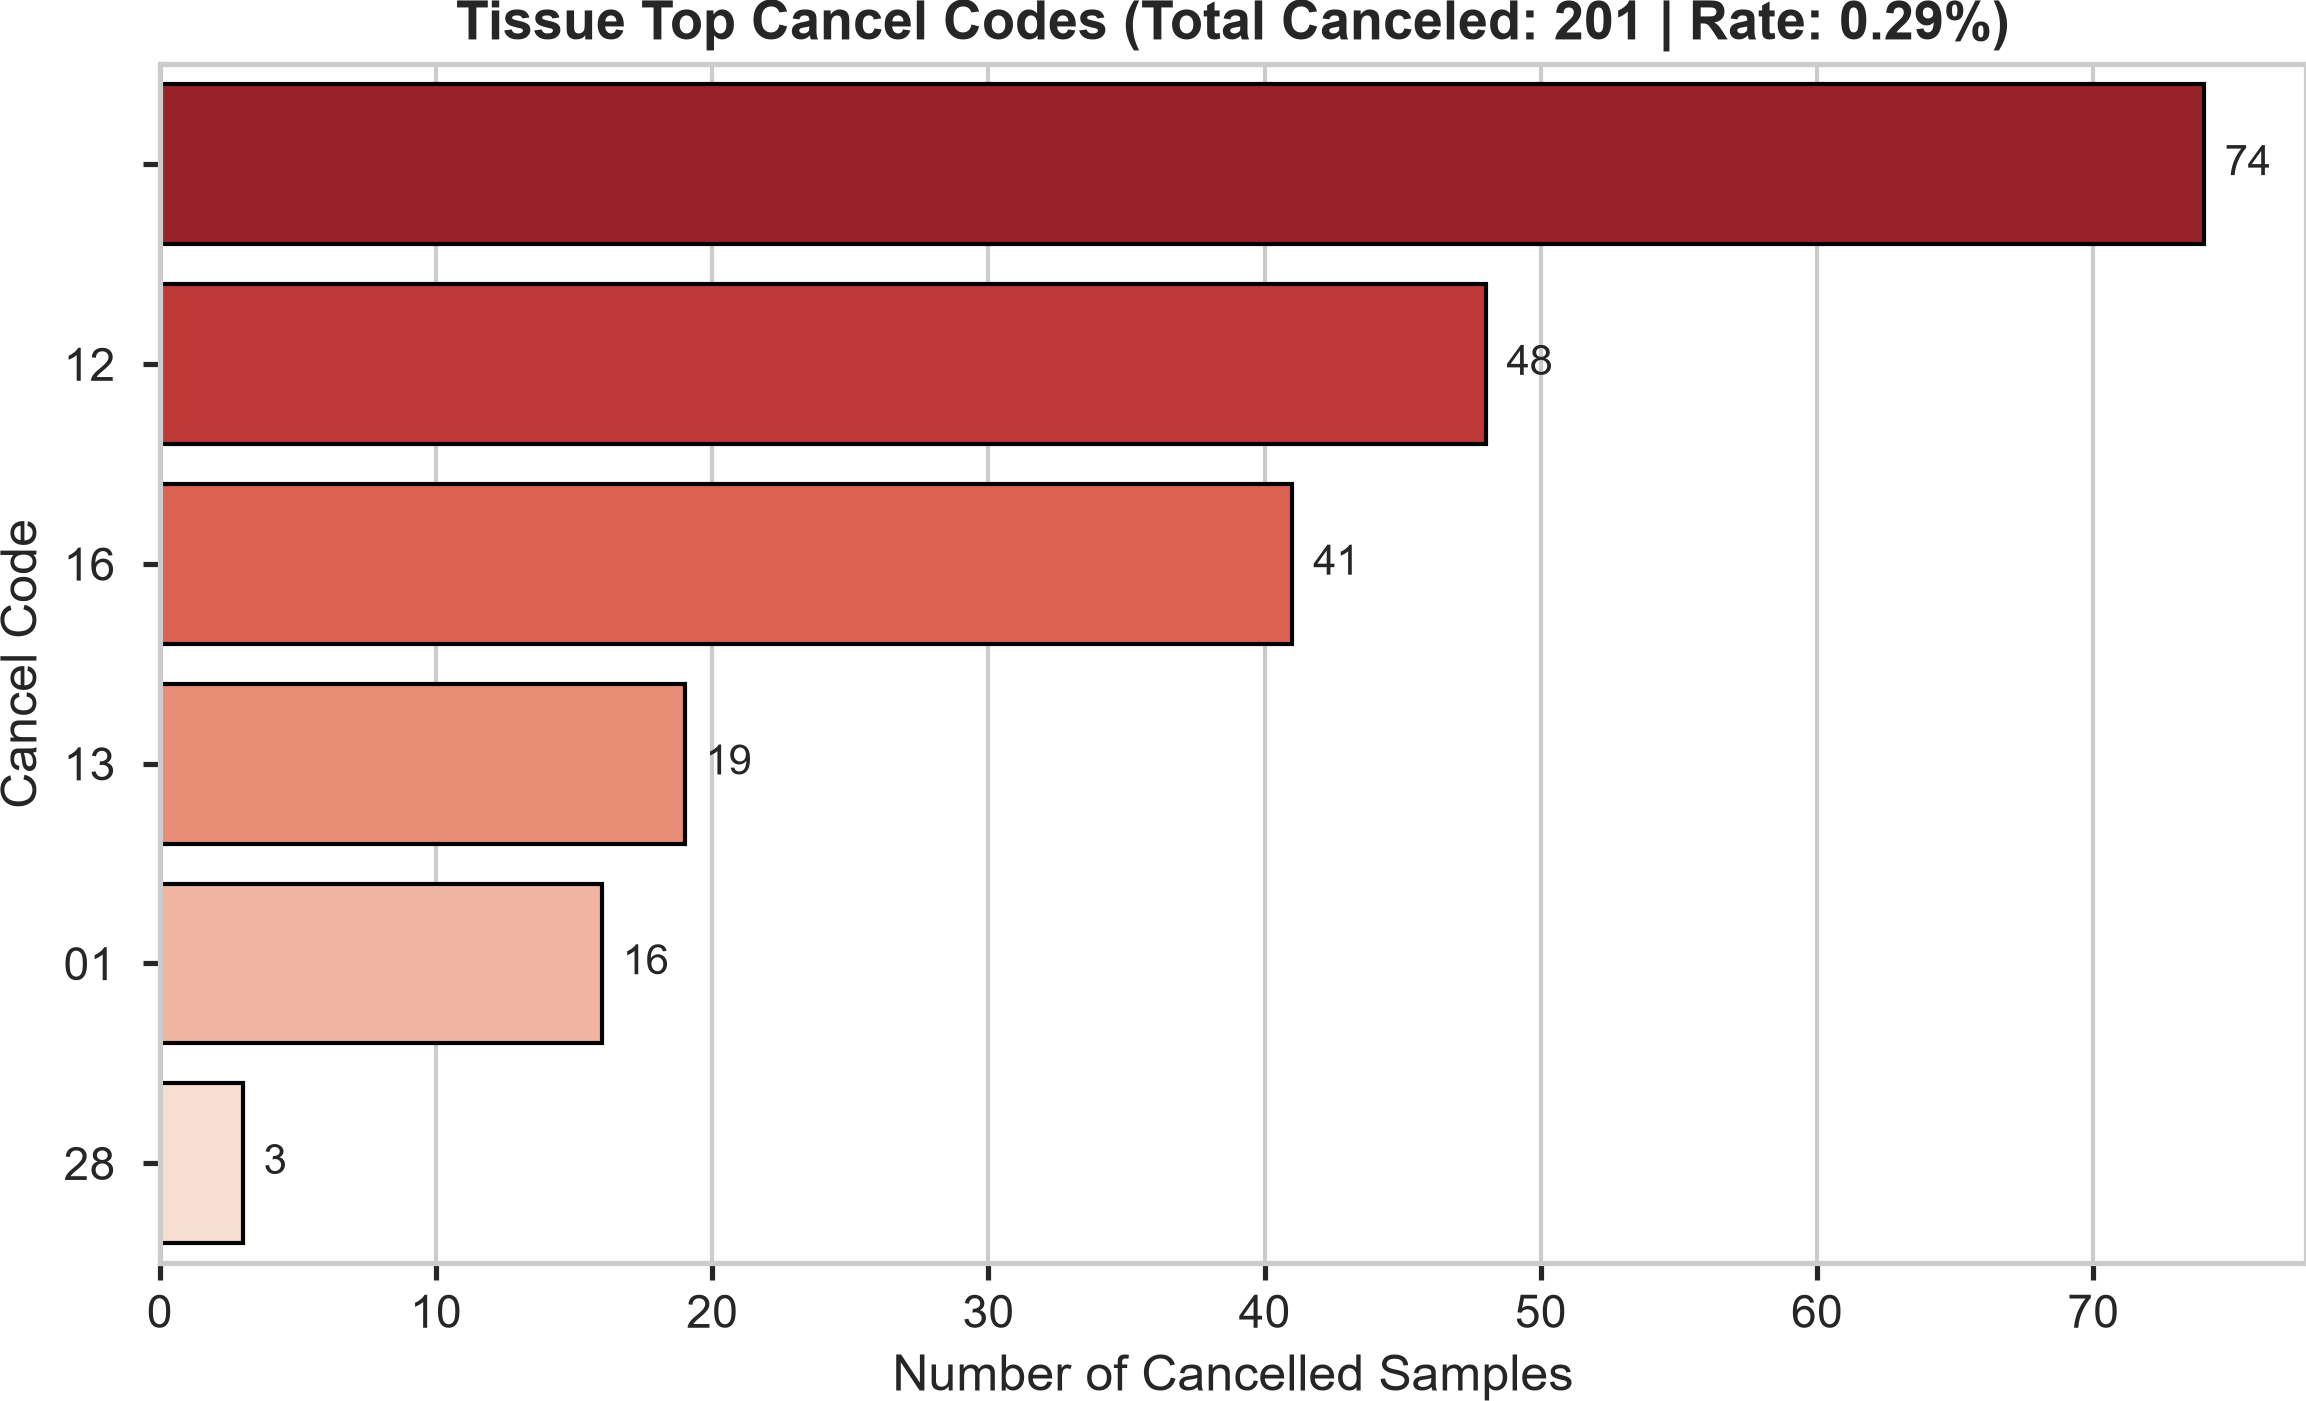 Tissue Top Cancel Codes (Total Canceled: 201 | Rate: 0.29%)
74
12
48
16
41
13
19
01
16
28
3
Cancel Code
0 10 20 30 40 50 60 70
Number of Cancelled Samples